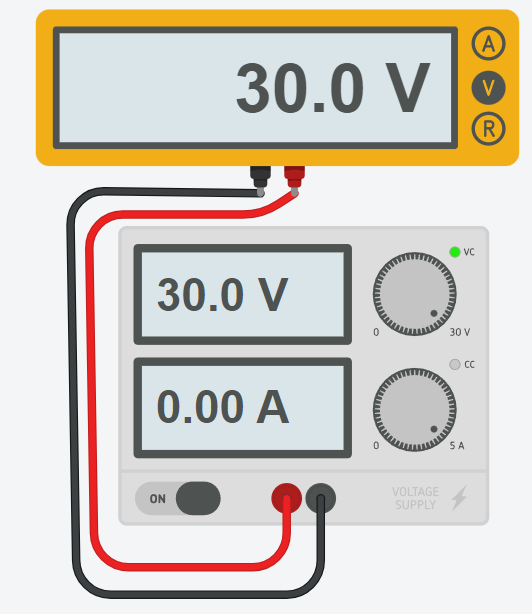 30.0 V
A
V
R
30.0 V
VC
0
30 V
0.00 A
CC
0
5 A
ON
VOLTAGE
SUPPLY